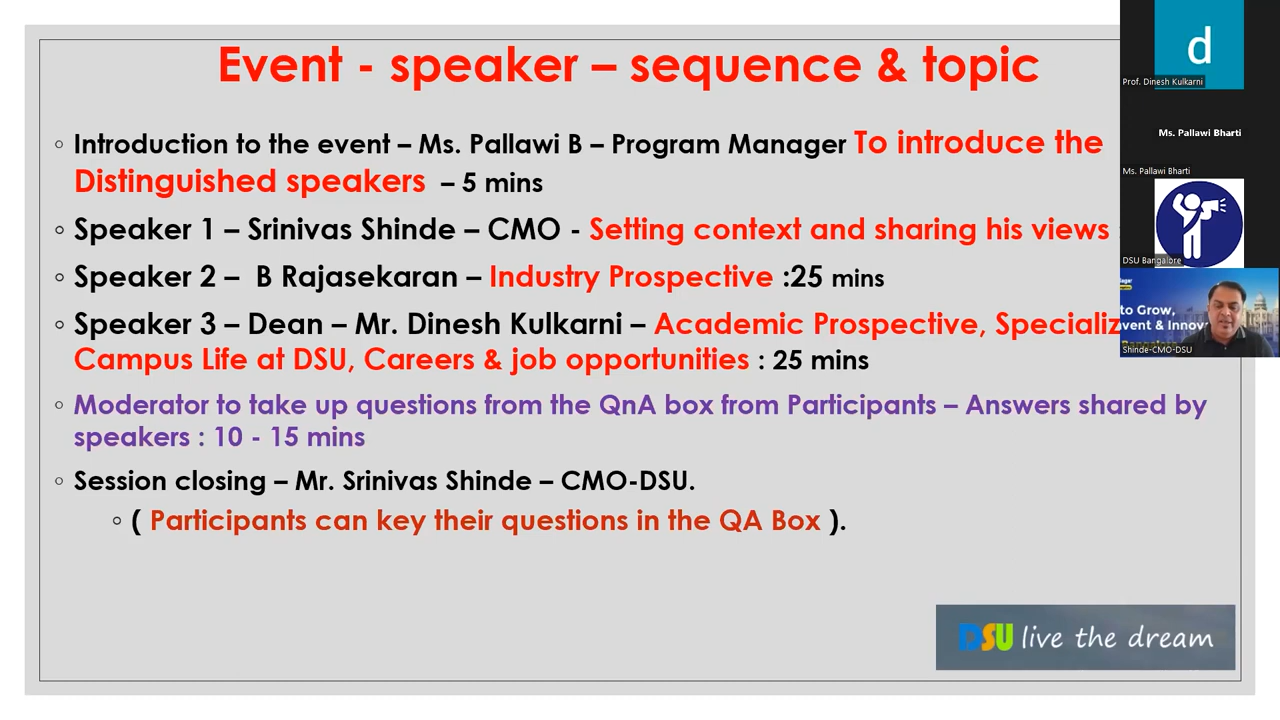 Event - speaker – sequence & topic
◦ Introduction to the event – Ms. Pallawi B – Program Manager To introduce the
Distinguished speakers – 5 mins
◦ Speaker 1 – Srinivas Shinde – CMO - Setting context and sharing his views
◦ Speaker 2 – B Rajasekaran – Industry Prospective :25 mins
◦ Speaker 3 – Dean – Mr. Dinesh Kulkarni – Academic Prospective, Specializ
Campus Life at DSU, Careers & job opportunities : 25 mins
◦ Moderator to take up questions from the QnA box from Participants – Answers shared by
speakers : 10 - 15 mins
◦ Session closing – Mr. Srinivas Shinde – CMO-DSU.
◦ ( Participants can key their questions in the QA Box ).
DSU live the dream
d
Prof. Dinesh Kulkarni
Ms. Pallawi Bharti
Ms. Pallawi Bharti
DSU Bangalore
to Grow,
vent & Innov
Shinde-CMO-DSU